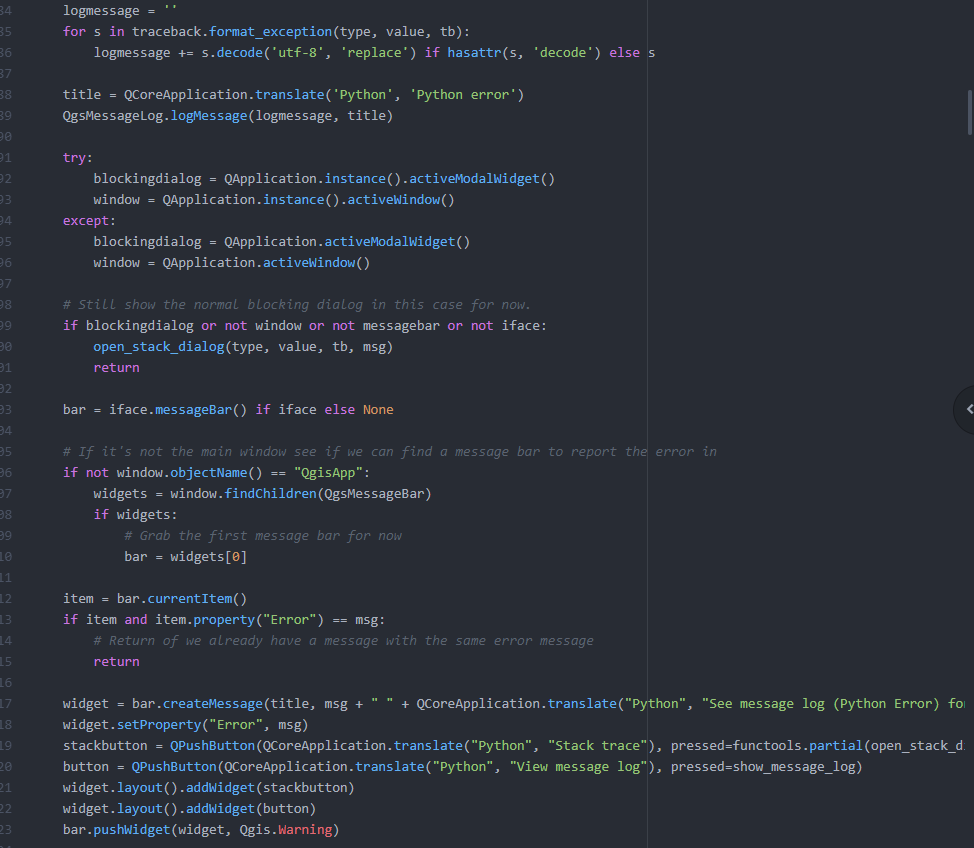 34 logmessage = ''
35 for s in traceback.format_exception(type, value, tb):
36 logmessage += s.decode('utf-8', 'replace') if hasattr(s, 'decode') else s
37
38 title = QCoreApplication.translate('Python', 'Python error')
39 QgsMessageLog.logMessage(logmessage, title)
90
91 try:
92 blockingdialog = QApplication.instance().activeModalWidget()
93 window = QApplication.instance().activeWindow()
94 except:
95 blockingdialog = QApplication.activeModalWidget()
96 window = QApplication.activeWindow()
97
98 # Still show the normal blocking dialog in this case for now.
99 if blockingdialog or not window or not messagebar or not iface:
00 open_stack_dialog(type, value, tb, msg)
01 return
02
03 bar = iface.messageBar() if iface else None
04
05 # If it's not the main window see if we can find a message bar to report the error in
06 if not window.objectName() == "QgisApp":
07 widgets = window.findChildren(QgsMessageBar)
08 if widgets:
09 # Grab the first message bar for now
10 bar = widgets[0]
11
12 item = bar.currentItem()
13 if item and item.property("Error") == msg:
14 # Return of we already have a message with the same error message
15 return
16
17 widget = bar.createMessage(title, msg + " " + QCoreApplication.translate("Python", "See message log (Python Error) fo
18 widget.setProperty("Error", msg)
19 stackbutton = QPushButton(QCoreApplication.translate("Python", "Stack trace"), pressed=functools.partial(open_stack_d
20 button = QPushButton(QCoreApplication.translate("Python", "View message log"), pressed=show_message_log)
21 widget.layout().addWidget(stackbutton)
22 widget.layout().addWidget(button)
23 bar.pushWidget(widget, Qgis.Warning)